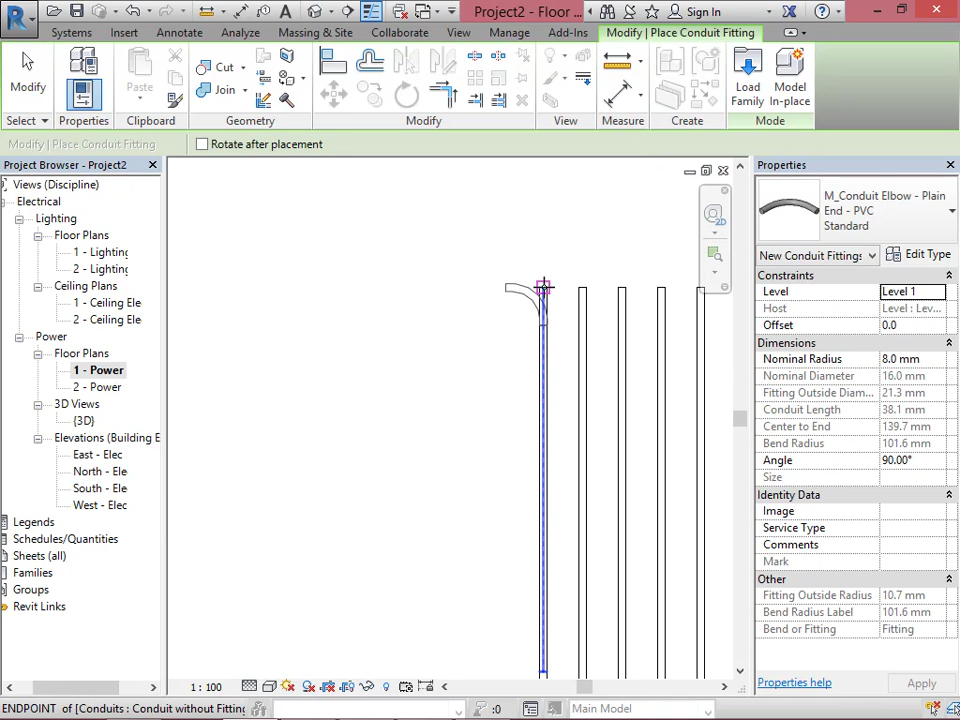 Project2 - Floor ...
Sign In
Systems
Insert
Annotate
Analyze
Massing & Site
Collaborate
View
Manage
Add-Ins
Modify | Place Conduit Fitting
Modify
Paste
Cut
Join
Load
Family
Model
In-place
Select
Properties
Clipboard
Geometry
Modify
View
Measure
Create
Mode
Modify | Place Conduit Fitting
Rotate after placement
Project Browser - Project2
Views (Discipline)
Electrical
Lighting
Floor Plans
1 - Lighting
2 - Lighting
Ceiling Plans
1 - Ceiling Ele
2 - Ceiling Ele
Power
Floor Plans
1 - Power
2 - Power
3D Views
{3D}
Elevations (Building E
East - Elec
North - Ele
South - Ele
West - Elec
Legends
Schedules/Quantities
Sheets (all)
Families
Groups
Revit Links
2D
Properties
M_Conduit Elbow - Plain
End - PVC
Standard
New Conduit Fittings
Edit Type
Constraints
Level Level 1
Host Level : Lev...
Offset 0.0
Dimensions
Nominal Radius 8.0 mm
Nominal Diameter 16.0 mm
Fitting Outside Diam... 21.3 mm
Conduit Length 38.1 mm
Center to End 139.7 mm
Bend Radius 101.6 mm
Angle 90.00°
Size
Identity Data
Image
Service Type
Comments
Mark
Other
Fitting Outside Radius 10.7 mm
Bend Radius Label 101.6 mm
Bend or Fitting Fitting
Properties help
Apply
1 : 100
ENDPOINT of [Conduits : Conduit without Fitting
:0
Main Model